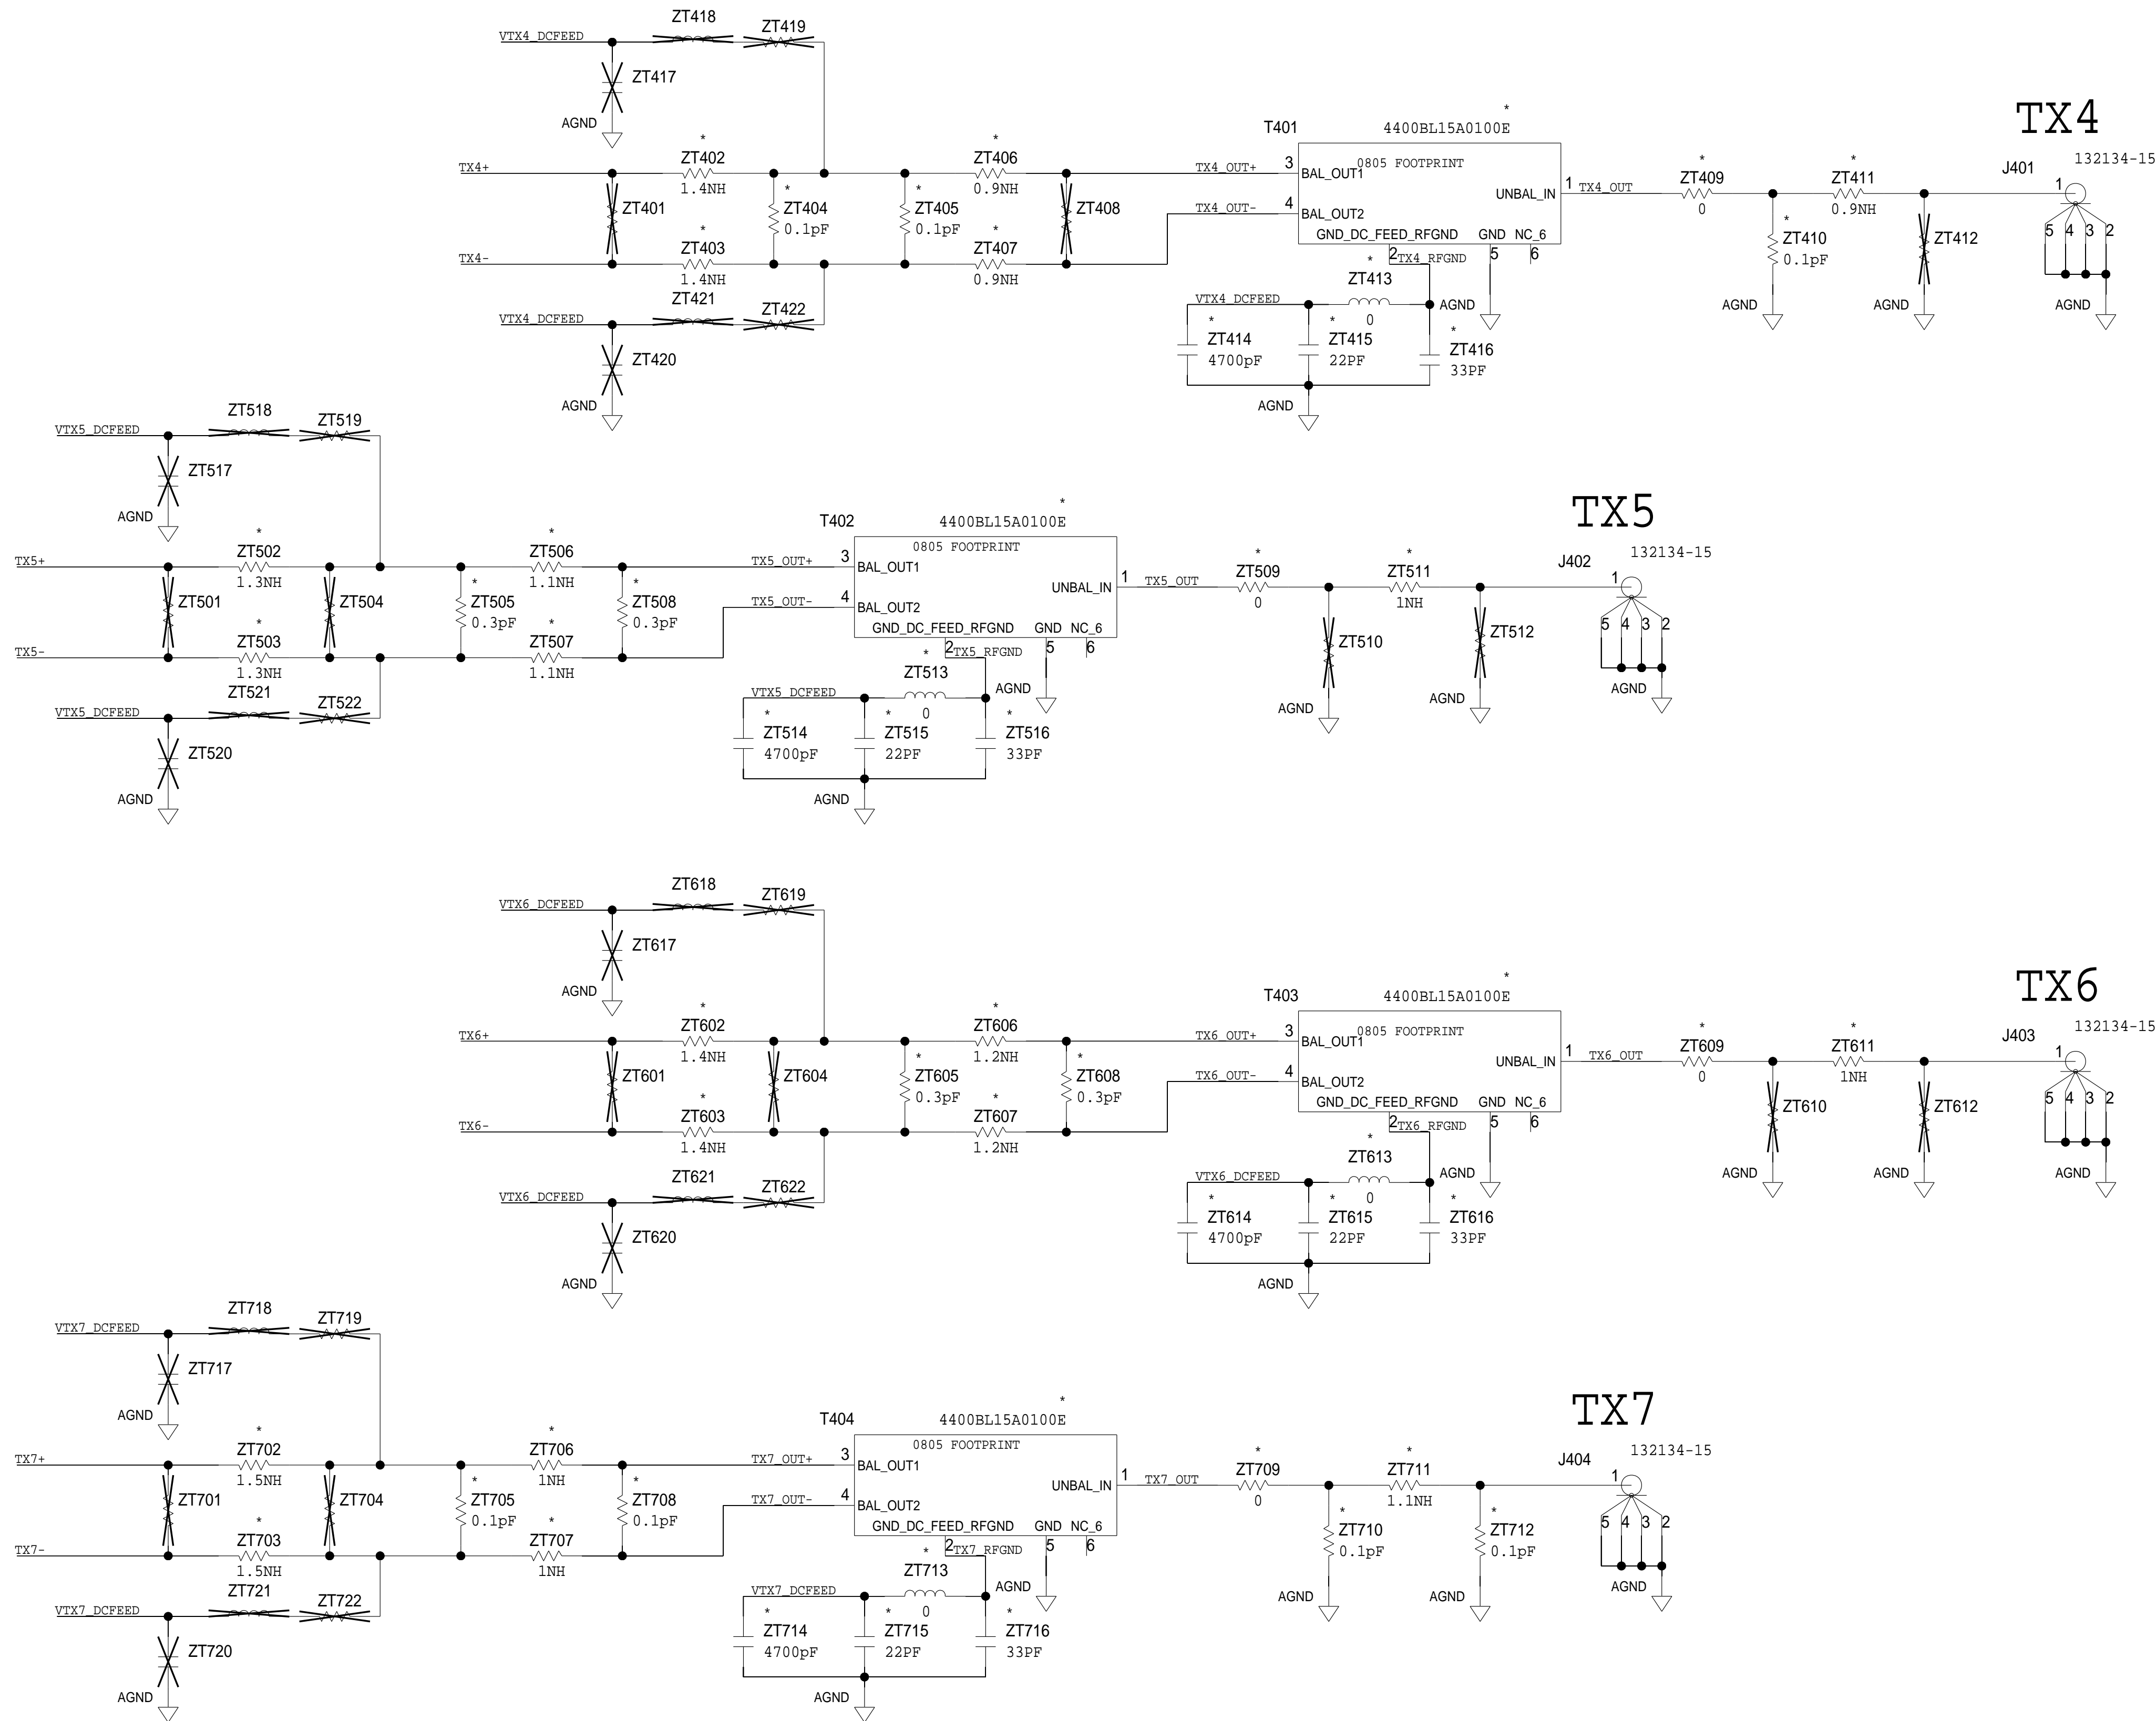 ZT418
ZT419
VTX4_DCFEED
ZT417
AGND
TX4
*
T401
4400BL15A0100E
132134-15
J401
TX4+
*
ZT402
1.4NH
*
ZT406
0.9NH
TX4_OUT+
3
BAL_OUT1
0805 FOOTPRINT
UNBAL_IN
1
TX4_OUT
*
ZT409
0
*
ZT411
0.9NH
1
ZT401
*
ZT404
0.1pF
*
ZT405
0.1pF
ZT408
TX4_OUT-
4
BAL_OUT2
GND_DC_FEED_RFGND
GND
NC_6
2
TX4_RFGND
5
6
*
ZT410
0.1pF
ZT412
5
4
3
2
TX4-
*
ZT403
1.4NH
*
ZT407
0.9NH
*
ZT413
0
AGND
AGND
AGND
AGND
VTX4_DCFEED
ZT421
ZT422
VTX4_DCFEED
*
ZT414
4700pF
*
ZT415
22PF
*
ZT416
33PF
ZT420
AGND
AGND
ZT518
ZT519
VTX5_DCFEED
ZT517
AGND
TX5
*
T402
4400BL15A0100E
132134-15
J402
TX5+
*
ZT502
1.3NH
*
ZT506
1.1NH
TX5_OUT+
3
BAL_OUT1
0805 FOOTPRINT
UNBAL_IN
1
TX5_OUT
*
ZT509
0
*
ZT511
1NH
1
ZT501
ZT504
*
ZT505
0.3pF
*
ZT508
0.3pF
TX5_OUT-
4
BAL_OUT2
GND_DC_FEED_RFGND
GND
NC_6
2
TX5_RFGND
5
6
ZT510
ZT512
5
4
3
2
TX5-
*
ZT503
1.3NH
*
ZT507
1.1NH
*
ZT513
0
AGND
AGND
AGND
AGND
VTX5_DCFEED
ZT521
ZT522
VTX5_DCFEED
*
ZT514
4700pF
*
ZT515
22PF
*
ZT516
33PF
ZT520
AGND
AGND
ZT618
ZT619
VTX6_DCFEED
ZT617
AGND
TX6
*
T403
4400BL15A0100E
132134-15
J403
TX6+
*
ZT602
1.4NH
*
ZT606
1.2NH
TX6_OUT+
3
BAL_OUT1
0805 FOOTPRINT
UNBAL_IN
1
TX6_OUT
*
ZT609
0
*
ZT611
1NH
1
ZT601
ZT604
*
ZT605
0.3pF
*
ZT608
0.3pF
TX6_OUT-
4
BAL_OUT2
GND_DC_FEED_RFGND
GND
NC_6
2
TX6_RFGND
5
6
ZT610
ZT612
5
4
3
2
TX6-
*
ZT603
1.4NH
*
ZT607
1.2NH
*
ZT613
0
AGND
AGND
AGND
AGND
VTX6_DCFEED
ZT621
ZT622
VTX6_DCFEED
*
ZT614
4700pF
*
ZT615
22PF
*
ZT616
33PF
ZT620
AGND
AGND
ZT718
ZT719
VTX7_DCFEED
ZT717
AGND
TX7
*
T404
4400BL15A0100E
132134-15
J404
TX7+
*
ZT702
1.5NH
*
ZT706
1NH
TX7_OUT+
3
BAL_OUT1
0805 FOOTPRINT
UNBAL_IN
1
TX7_OUT
*
ZT709
0
*
ZT711
1.1NH
1
ZT701
ZT704
*
ZT705
0.1pF
*
ZT708
0.1pF
TX7_OUT-
4
BAL_OUT2
GND_DC_FEED_RFGND
GND
NC_6
2
TX7_RFGND
5
6
*
ZT710
0.1pF
*
ZT712
0.1pF
5
4
3
2
TX7-
*
ZT703
1.5NH
*
ZT707
1NH
*
ZT713
0
AGND
AGND
AGND
AGND
VTX7_DCFEED
ZT721
ZT722
VTX7_DCFEED
*
ZT714
4700pF
*
ZT715
22PF
*
ZT716
33PF
ZT720
AGND
AGND